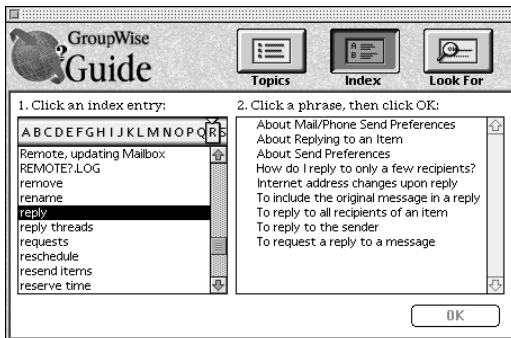 GroupWise
?Guide
Topics
Index
Look For
1. Click an index entry:
ABCDEFGHIJKLMNOPQRS
Remote, updating Mailbox
REMOTE?.LOG
remove
rename
reply
reply threads
requests
reschedule
resend items
reserve time
2. Click a phrase, then click OK:
About Mail/Phone Send Preferences
About Replying to an Item
About Send Preferences
How do I reply to only a few recipients?
Internet address changes upon reply
To include the original message in a reply
To reply to all recipients of an item
To reply to the sender
To request a reply to a message
OK